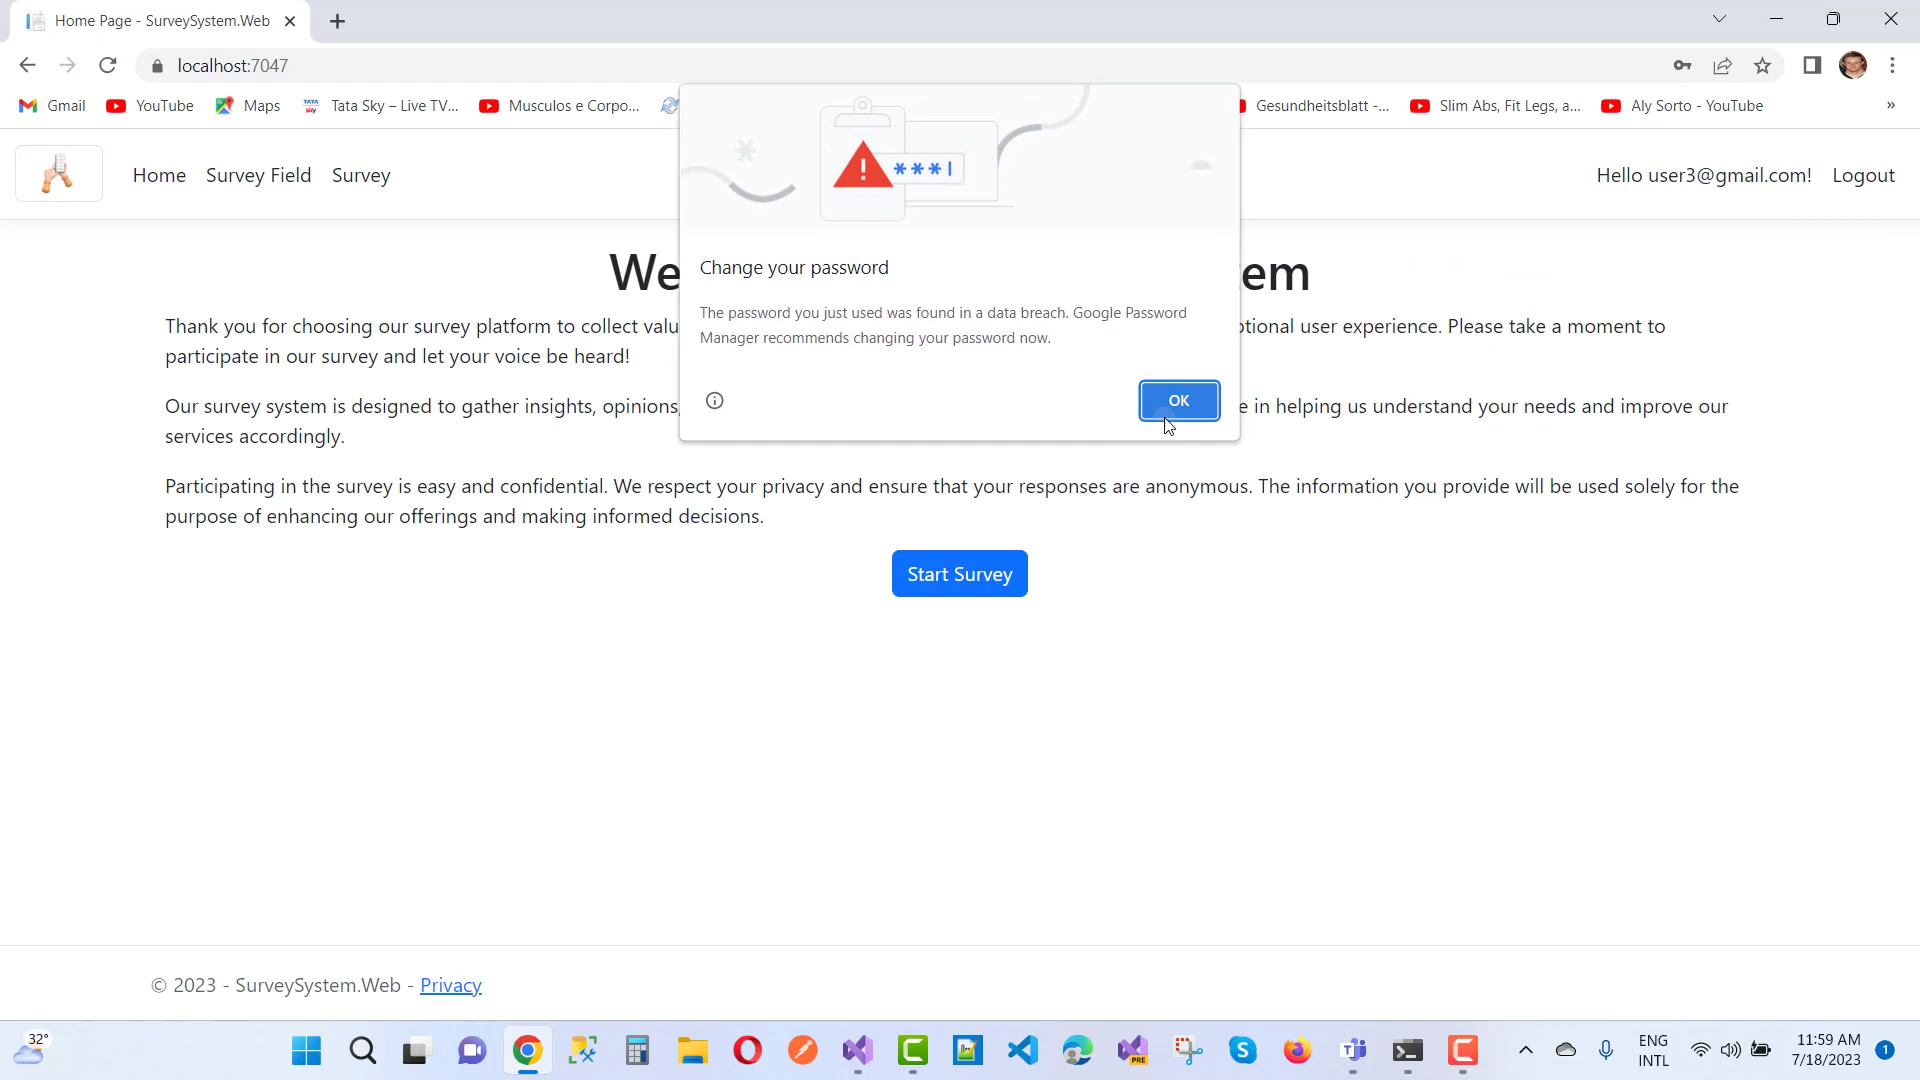 Home Page - SurveySystem.Web
localhost:7047
Gmail YouTube Maps Tata Sky – Live TV... Musculos e Corpo... Gesundheitsblatt -... Slim Abs, Fit Legs, a... Aly Sorto - YouTube »
Home Survey Field Survey
Hello user3@gmail.com! Logout
Change your password
The password you just used was found in a data breach. Google Password
Manager recommends changing your password now.
OK
We em
Thank you for choosing our survey platform to collect valu ptional user experience. Please take a moment to
participate in our survey and let your voice be heard!
Our survey system is designed to gather insights, opinions, e in helping us understand your needs and improve our
services accordingly.
Participating in the survey is easy and confidential. We respect your privacy and ensure that your responses are anonymous. The information you provide will be used solely for the
purpose of enhancing our offerings and making informed decisions.
Start Survey
© 2023 - SurveySystem.Web - Privacy
32°
ENG
INTL
11:59 AM
7/18/2023
1